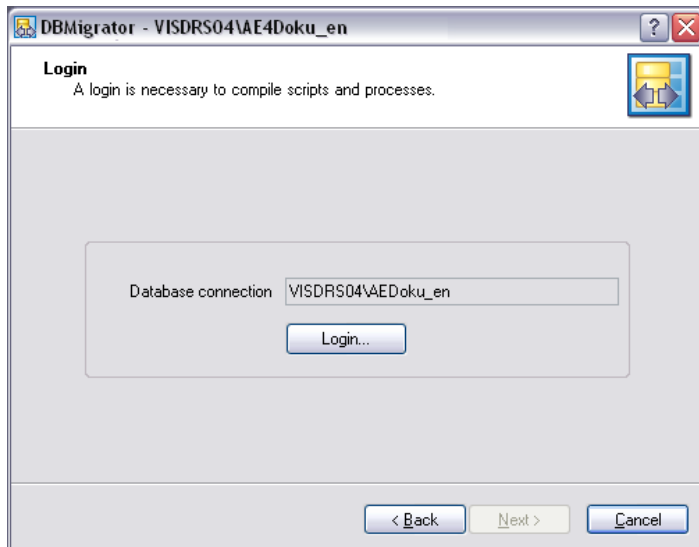 DBMigrator - VISDRS04\AE4Doku_en
Login
A login is necessary to compile scripts and processes.
Database connection VISDRS04\AEDoku_en
Login...
< Back Next > Cancel